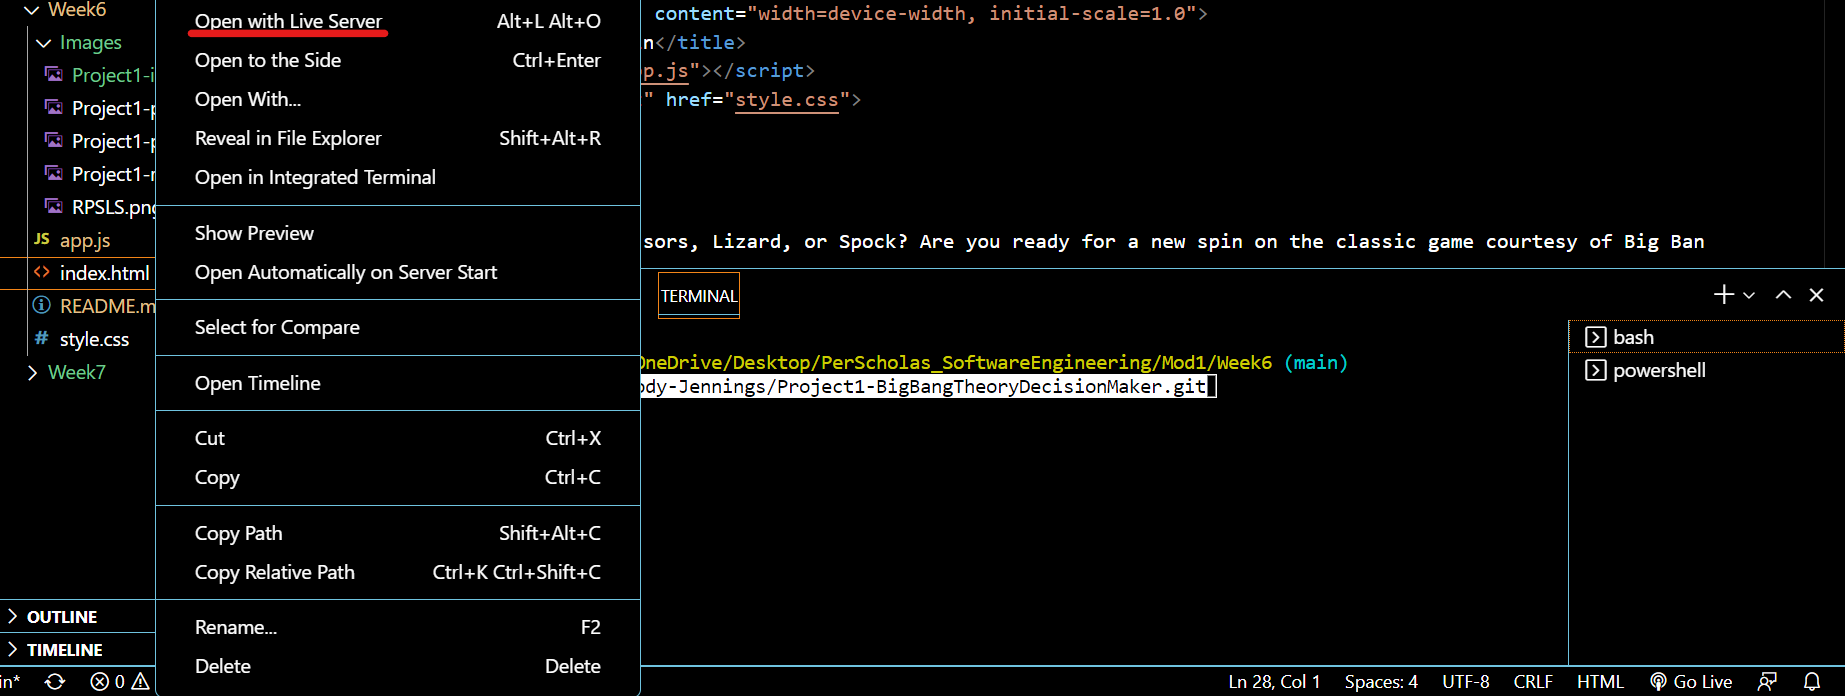 Week6
Images
Project1-i
Project1-p
Project1-p
Project1-r
RPSLS.png
JS app.js
<> index.html
README.m
# style.css
Week7
OUTLINE
TIMELINE
Open with Live Server Alt+L Alt+O
Open to the Side Ctrl+Enter
Open With...
Reveal in File Explorer Shift+Alt+R
Open in Integrated Terminal
Show Preview
Open Automatically on Server Start
Select for Compare
Open Timeline
Cut Ctrl+X
Copy Ctrl+C
Copy Path Shift+Alt+C
Copy Relative Path Ctrl+K Ctrl+Shift+C
Rename... F2
Delete Delete
content="width=device-width, initial-scale=1.0">
n</title>
p.js"></script>
" href="style.css">
sors, Lizard, or Spock? Are you ready for a new spin on the classic game courtesy of Big Ban
TERMINAL
OneDrive/Desktop/PerScholas_SoftwareEngineering/Mod1/Week6 (main)
ody-Jennings/Project1-BigBangTheoryDecisionMaker.git
bash
powershell
in* 0 Ln 28, Col 1 Spaces: 4 UTF-8 CRLF HTML Go Live